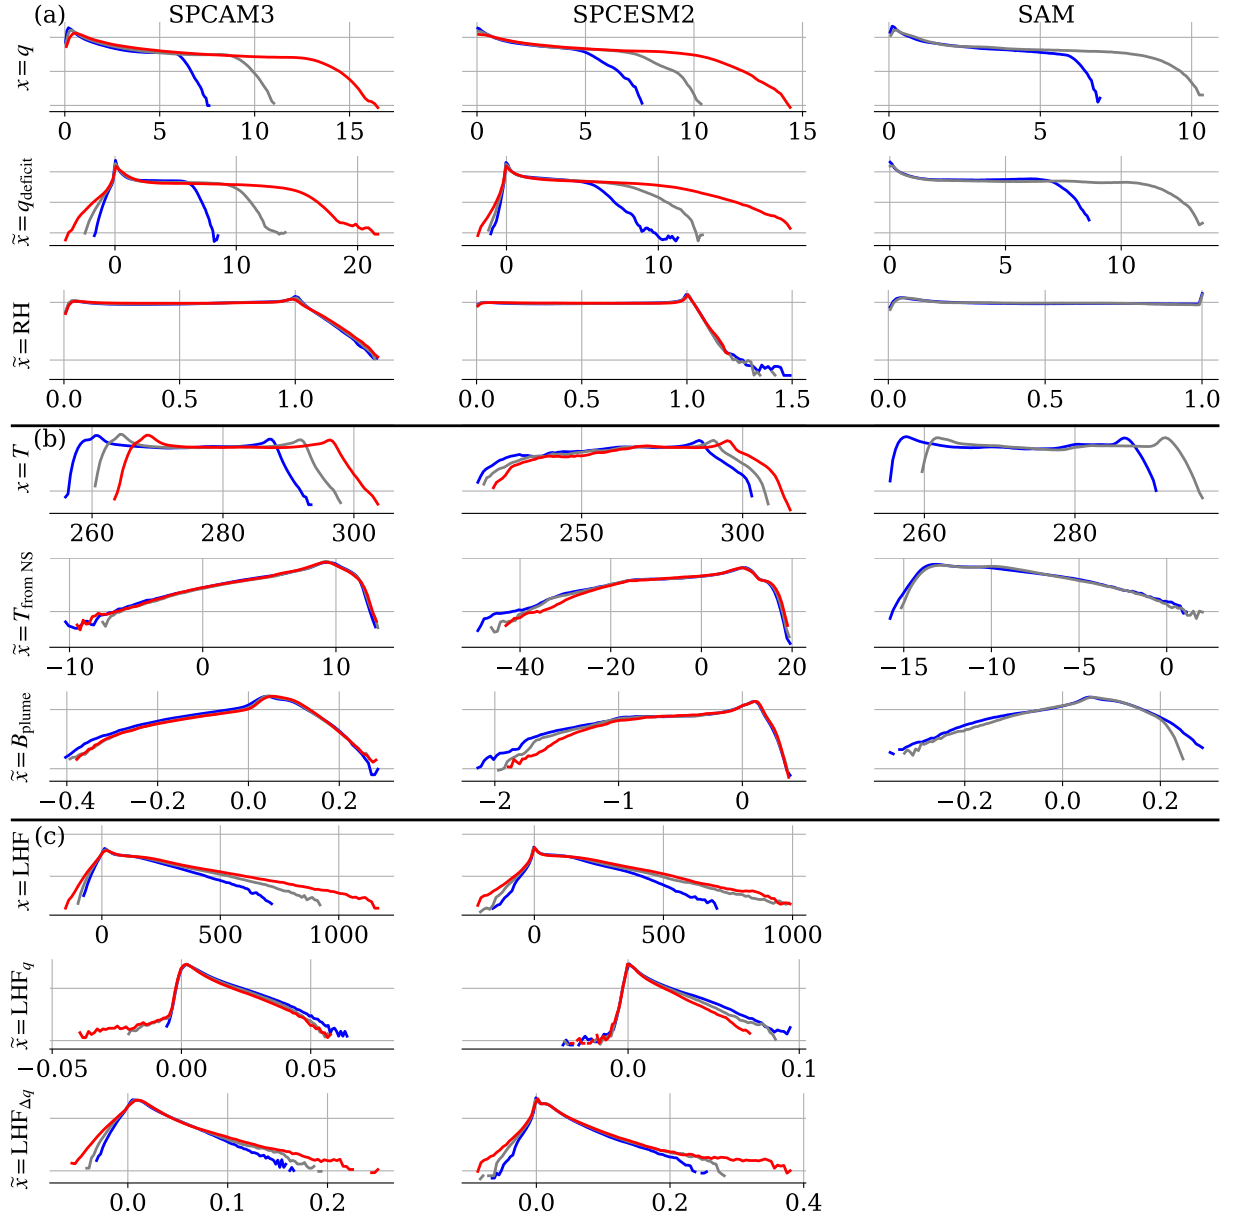 (a) SPCAM3 SPCESM2 SAM
x = q
0 5 10 15 0 5 10 15 0 5 10
x̃ = q_deficit
0 10 20 0 10 0 5 10
x̃ = RH
0.0 0.5 1.0 0.0 0.5 1.0 1.5 0.0 0.5 1.0
(b)
x = T
260 280 300 250 300 260 280
x̃ = T_from NS
−10 0 10 −40 −20 0 20 −15 −10 −5 0
x̃ = B_plume
−0.4 −0.2 0.0 0.2 −2 −1 0 −0.2 0.0 0.2
(c)
x = LHF
0 500 1000 0 500 1000
x̃ = LHF_q
−0.05 0.00 0.05 0.0 0.1
x̃ = LHF_Δq
0.0 0.1 0.2 0.0 0.2 0.4